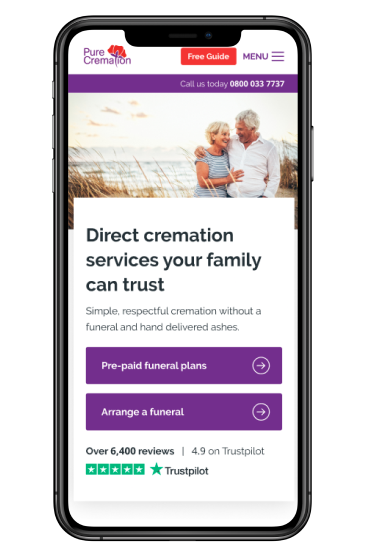 Pure
Cremation
Free Guide
MENU
Call us today 0800 033 7737
Direct cremation
services your family
can trust
Simple, respectful cremation without a
funeral and hand delivered ashes.
Pre-paid funeral plans
Arrange a funeral
Over 6,400 reviews | 4.9 on Trustpilot
Trustpilot